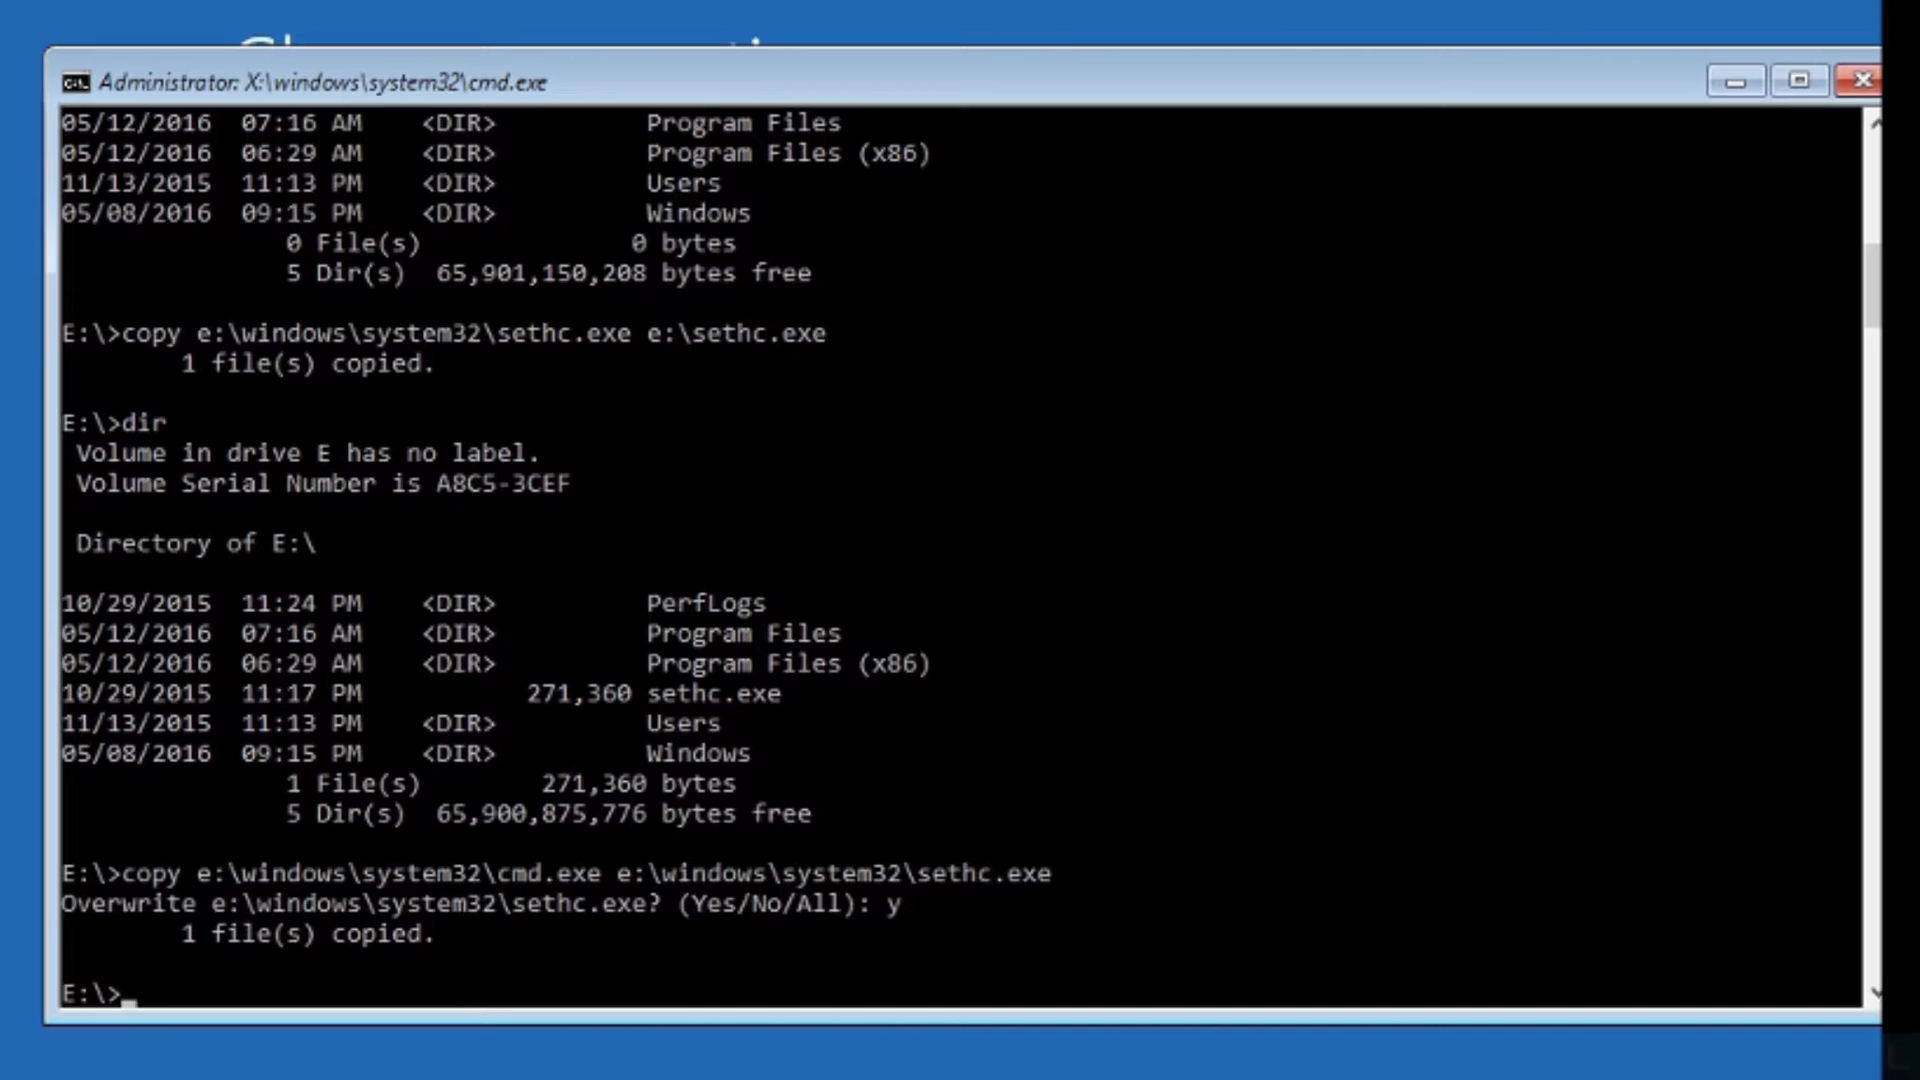 Administrator: X:\windows\system32\cmd.exe
05/12/2016  07:16 AM    <DIR>          Program Files
05/12/2016  06:29 AM    <DIR>          Program Files (x86)
11/13/2015  11:13 PM    <DIR>          Users
05/08/2016  09:15 PM    <DIR>          Windows
               0 File(s)              0 bytes
               5 Dir(s)  65,901,150,208 bytes free
E:\>copy e:\windows\system32\sethc.exe e:\sethc.exe
        1 file(s) copied.
E:\>dir
 Volume in drive E has no label.
 Volume Serial Number is A8C5-3CEF
 Directory of E:\
10/29/2015  11:24 PM    <DIR>          PerfLogs
05/12/2016  07:16 AM    <DIR>          Program Files
05/12/2016  06:29 AM    <DIR>          Program Files (x86)
10/29/2015  11:17 PM           271,360 sethc.exe
11/13/2015  11:13 PM    <DIR>          Users
05/08/2016  09:15 PM    <DIR>          Windows
               1 File(s)        271,360 bytes
               5 Dir(s)  65,900,875,776 bytes free
E:\>copy e:\windows\system32\cmd.exe e:\windows\system32\sethc.exe
Overwrite e:\windows\system32\sethc.exe? (Yes/No/All): y
        1 file(s) copied.
E:\>_